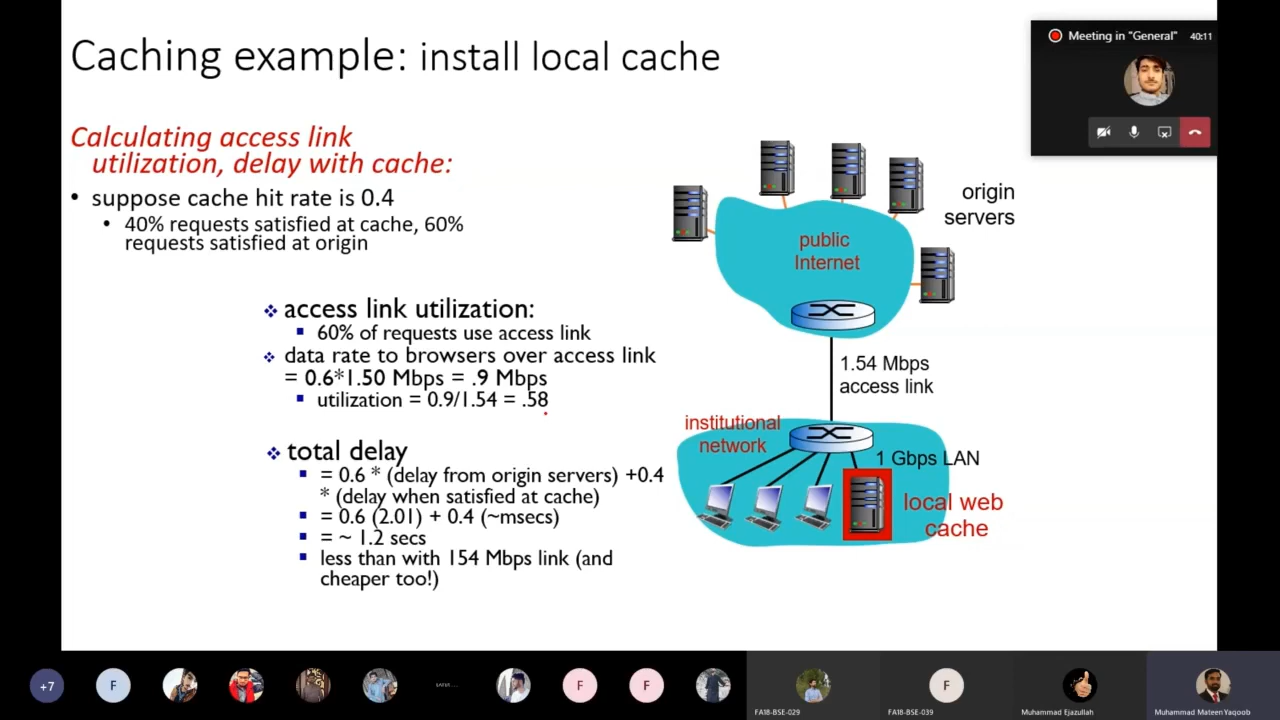 Caching example: install local cache
Meeting in "General"
40:11
Calculating access link
utilization, delay with cache:
• suppose cache hit rate is 0.4
• 40% requests satisfied at cache, 60%
requests satisfied at origin
access link utilization:
60% of requests use access link
data rate to browsers over access link
= 0.6*1.50 Mbps = .9 Mbps
utilization = 0.9/1.54 = .58
total delay
= 0.6 * (delay from origin servers) +0.4
* (delay when satisfied at cache)
= 0.6 (2.01) + 0.4 (~msecs)
= ~ 1.2 secs
less than with 154 Mbps link (and
cheaper too!)
origin
servers
public
Internet
1.54 Mbps
access link
institutional
network
1 Gbps LAN
local web
cache
+7
F
F
F
F
FA18-BSE-029
FA18-BSE-039
Muhammad Ejazullah
Muhammad Mateen Yaqoob